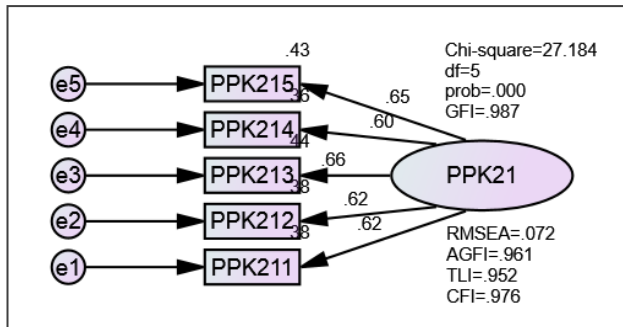 .43
Chi-square=27.184
df=5
prob=.000
GFI=.987
e5
PPK215
.65
.36
e4
PPK214
.60
.44
e3
PPK213
.66
PPK21
.38
e2
PPK212
.62
.38
.62
e1
PPK211
RMSEA=.072
AGFI=.961
TLI=.952
CFI=.976